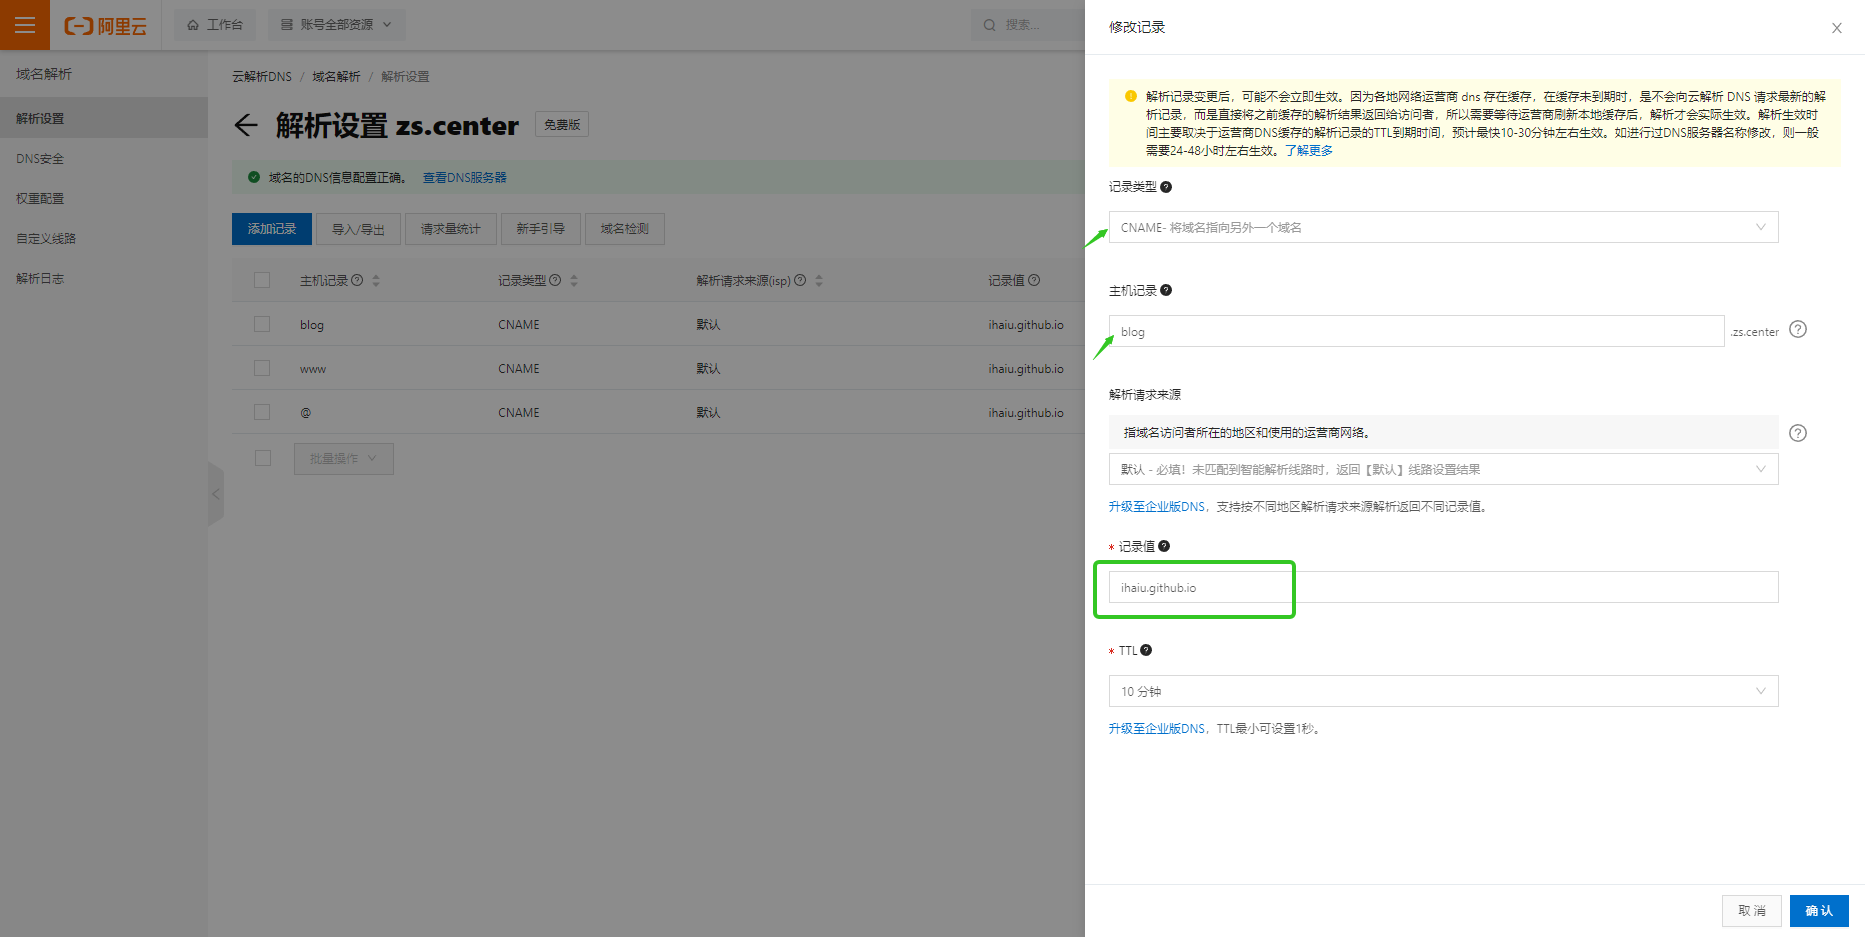 阿里云
工作台
账号全部资源
搜索...
域名解析
解析设置
DNS安全
权重配置
自定义线路
解析日志
云解析DNS / 域名解析 / 解析设置
解析设置 zs.center
免费版
域名的DNS信息配置正确。 查看DNS服务器
添加记录
导入/导出
请求量统计
新手引导
域名检测
主机记录 记录类型 解析请求来源(isp) 记录值
blog CNAME 默认 ihaiu.github.io
www CNAME 默认 ihaiu.github.io
@ CNAME 默认 ihaiu.github.io
批量操作
修改记录
解析记录变更后，可能不会立即生效。因为各地网络运营商 dns 存在缓存，在缓存未到期时，是不会向云解析 DNS 请求最新的解
析记录，而是直接将之前缓存的解析结果返回给访问者，所以需要等待运营商刷新本地缓存后，解析才会实际生效。解析生效时
间主要取决于运营商DNS缓存的解析记录的TTL到期时间，预计最快10-30分钟左右生效。如进行过DNS服务器名称修改，则一般
需要24-48小时左右生效。了解更多
记录类型
CNAME- 将域名指向另外一个域名
主机记录
blog
.zs.center
解析请求来源
指域名访问者所在的地区和使用的运营商网络。
默认 - 必填！未匹配到智能解析线路时，返回【默认】线路设置结果
升级至企业版DNS，支持按不同地区解析请求来源解析返回不同记录值。
* 记录值
ihaiu.github.io
* TTL
10 分钟
升级至企业版DNS，TTL最小可设置1秒。
取消
确认